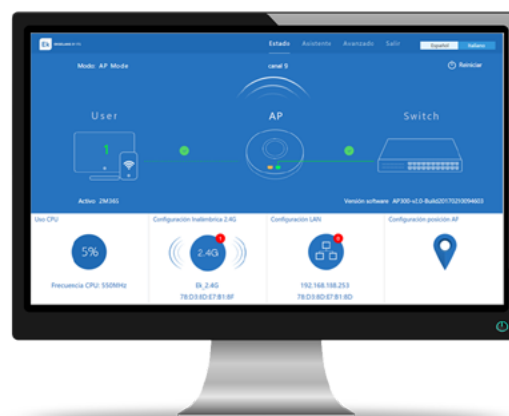 Ek
Estado Asistente Avanzado Salir Español Italiano
Modo: AP Mode
canal 9
Reiniciar
User
AP
Switch
1
Activo 2M36S
Versión software AP300-v2.0-Build20170210094603
Uso CPU
Configuración Inalámbrica 2.4G
Configuración LAN
Configuración posición AP
5%
2.4G
1
Frecuencia CPU: 550MHz
Ek_2.4G
192.168.188.253
78:D3:8D:E7:B1:8F
78:D3:8D:E7:B1:8D